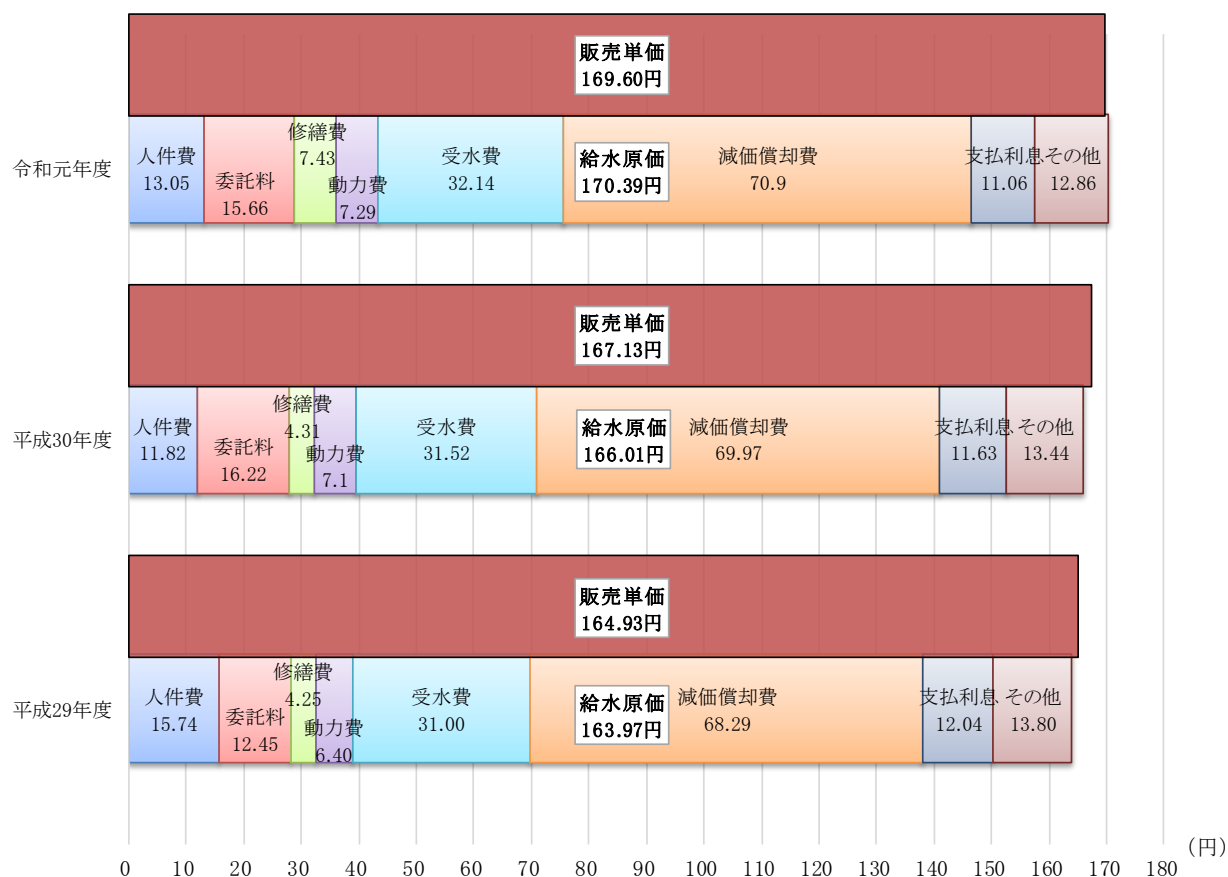 販売単価
169.60円
令和元年度
人件費
13.05
委託料
15.66
修繕費
7.43
動力費
7.29
受水費
32.14
給水原価
170.39円
減価償却費
70.9
支払利息
11.06
その他
12.86
販売単価
167.13円
平成30年度
人件費
11.82
委託料
16.22
修繕費
4.31
動力費
7.1
受水費
31.52
給水原価
166.01円
減価償却費
69.97
支払利息
11.63
その他
13.44
販売単価
164.93円
平成29年度
人件費
15.74
委託料
12.45
修繕費
4.25
動力費
6.40
受水費
31.00
給水原価
163.97円
減価償却費
68.29
支払利息
12.04
その他
13.80
0 10 20 30 40 50 60 70 80 90 100 110 120 130 140 150 160 170 180
(円)